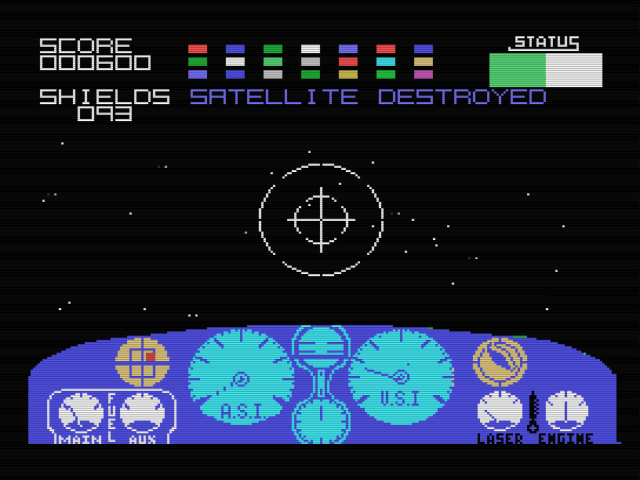 SCORE
000600
STATUS
SHIELDS SATELLITE DESTROYED
093
A.S.I
V.S.I
FUEL
MAIN AUX
LASER ENGINE